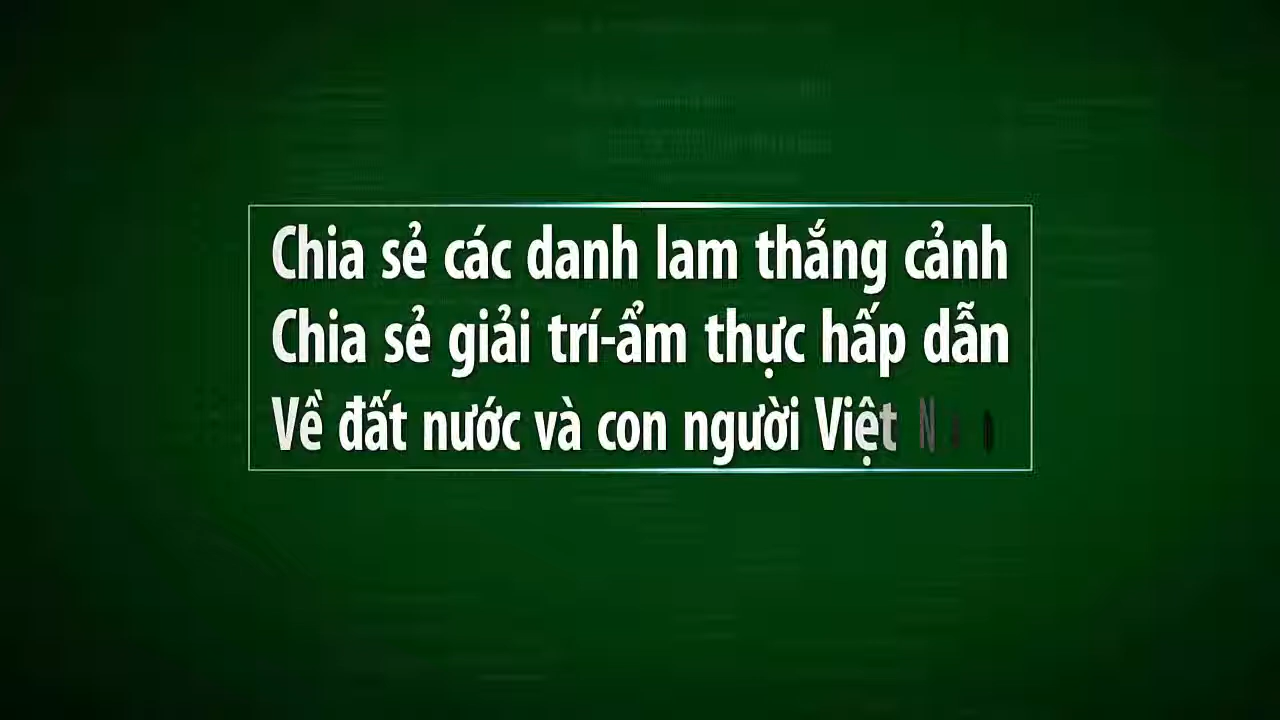 Chia sẻ các danh lam thắng cảnh
Chia sẻ giải trí-ẩm thực hấp dẫn
Về đất nước và con người Việt